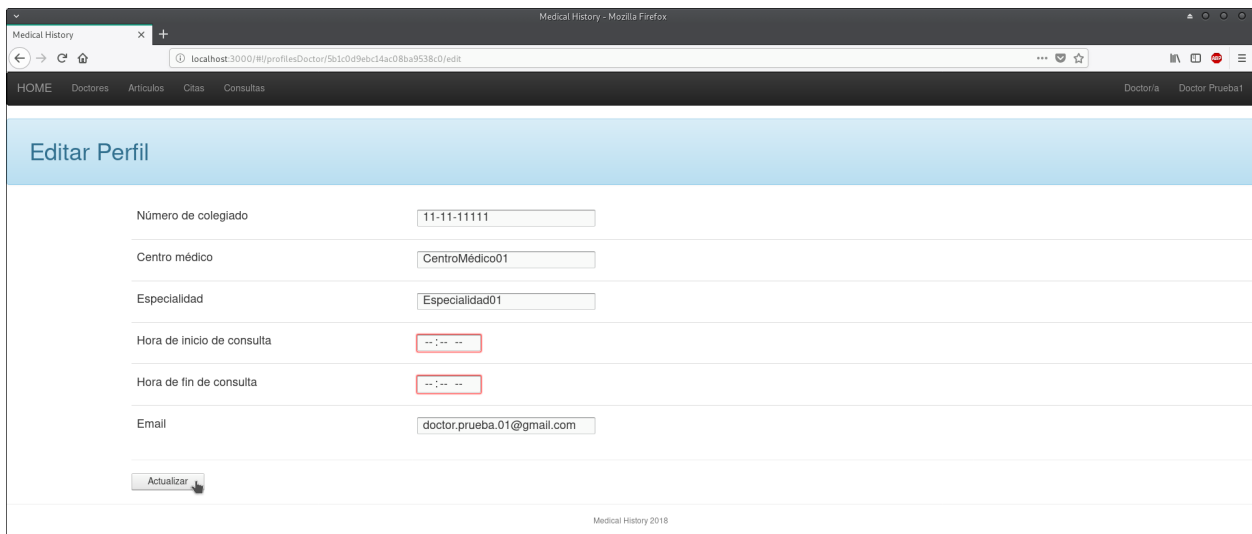 Medical History - Mozilla Firefox
Medical History
localhost:3000/#!/profilesDoctor/5b1c0d9ebc14ac08ba9538c0/edit
ABP
HOME Doctores Artículos Citas Consultas Doctor/a Doctor Prueba1
Editar Perfil
Número de colegiado 11-11-11111
Centro médico CentroMédico01
Especialidad Especialidad01
Hora de inicio de consulta --:-- --
Hora de fin de consulta --:-- --
Email doctor.prueba.01@gmail.com
Actualizar
Medical History 2018